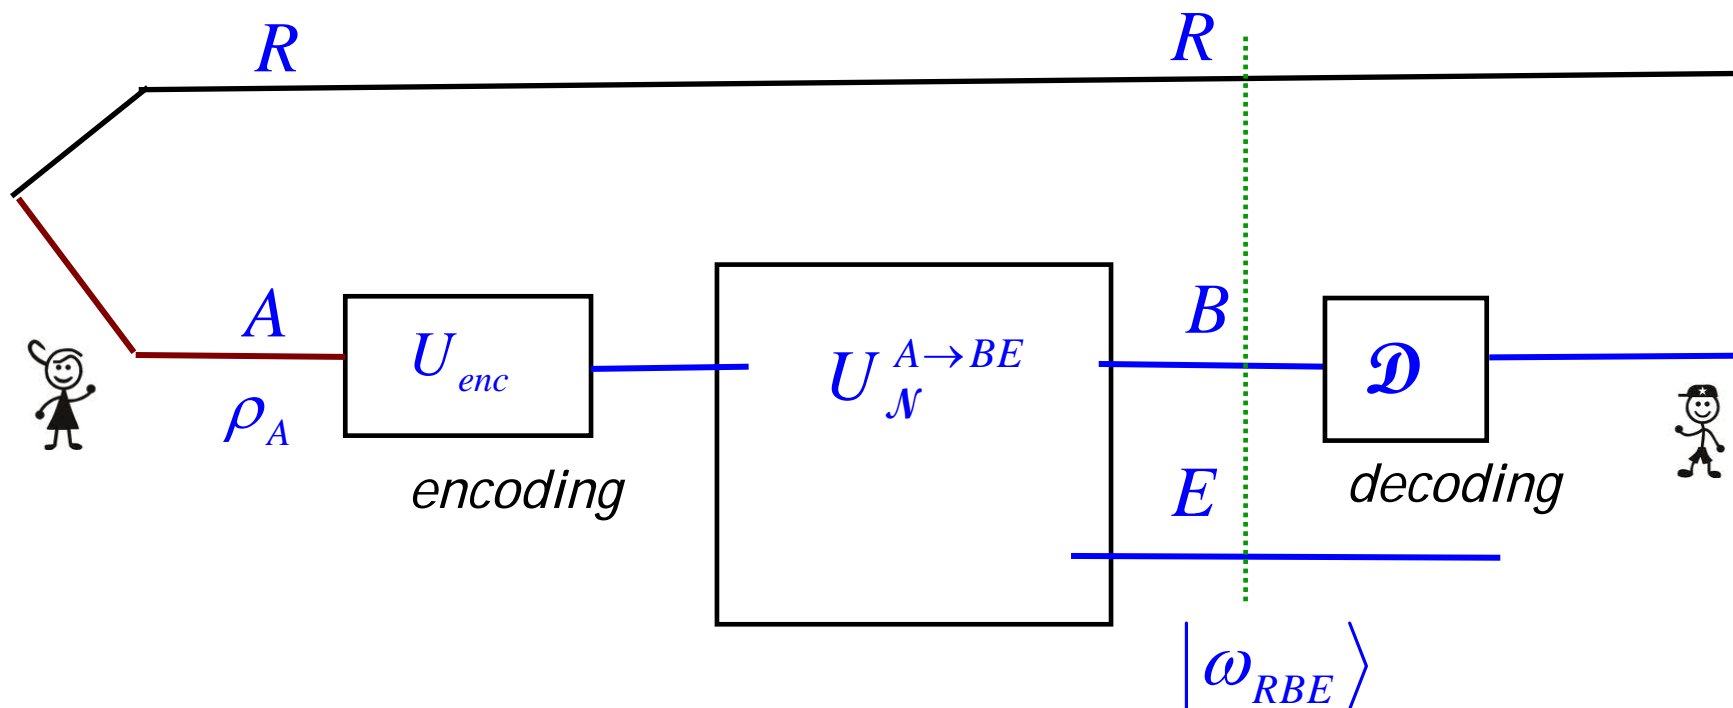 R R
A
U_enc
U_𝒩^{A→BE}
B
𝒟
ρ_A
encoding
decoding
E
|ω_RBE⟩